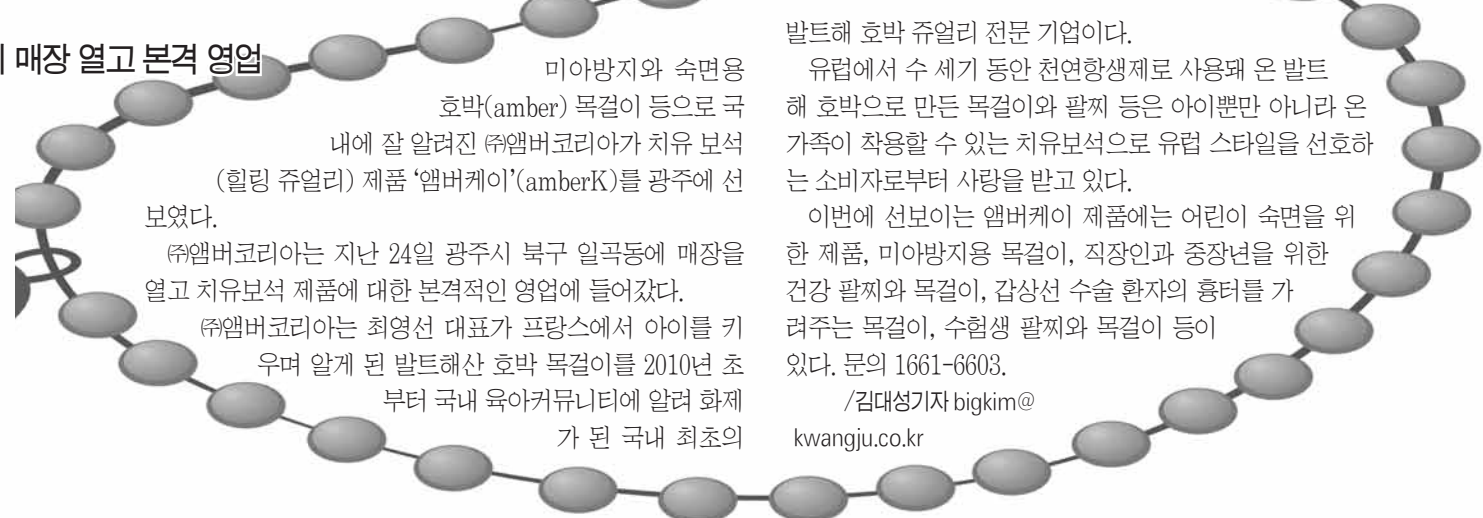 매장 열고 본격 영업
미아방지와 숙면용
호박(amber) 목걸이 등으로 국
내에 잘 알려진 ㈜앰버코리아가 치유 보석
(힐링 쥬얼리) 제품 ‘앰버케이’(amberK)를 광주에 선
보였다.
㈜앰버코리아는 지난 24일 광주시 북구 일곡동에 매장을
열고 치유보석 제품에 대한 본격적인 영업에 들어갔다.
㈜앰버코리아는 최영선 대표가 프랑스에서 아이를 키
우며 알게 된 발트해산 호박 목걸이를 2010년 초
부터 국내 육아커뮤니티에 알려 화제
가 된 국내 최초의
발트해 호박 쥬얼리 전문 기업이다.
유럽에서 수 세기 동안 천연항생제로 사용돼 온 발트
해 호박으로 만든 목걸이와 팔찌 등은 아이뿐만 아니라 온
가족이 착용할 수 있는 치유보석으로 유럽 스타일을 선호하
는 소비자로부터 사랑을 받고 있다.
이번에 선보이는 앰버케이 제품에는 어린이 숙면을 위
한 제품, 미아방지용 목걸이, 직장인과 중장년을 위한
건강 팔찌와 목걸이, 갑상선 수술 환자의 흉터를 가
려주는 목걸이, 수험생 팔찌와 목걸이 등이
있다. 문의 1661-6603.
/김대성기자 bigkim@
kwangju.co.kr